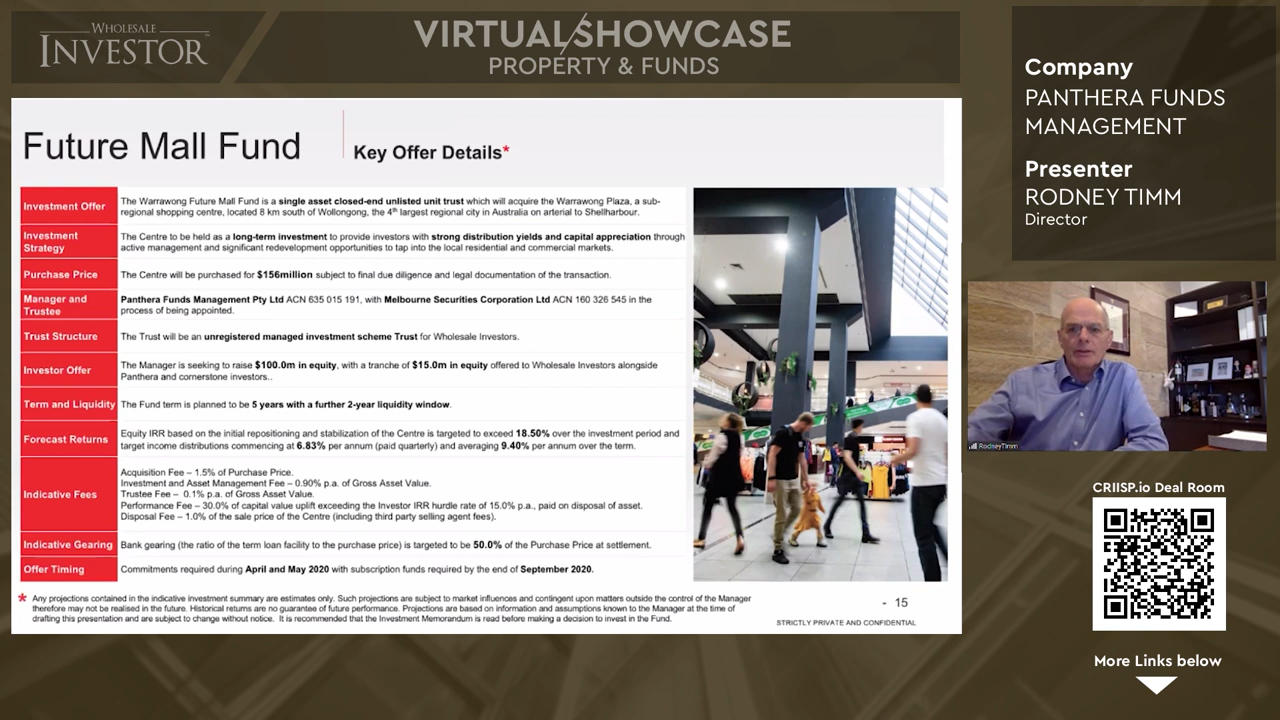 WHOLESALE
INVESTOR
VIRTUAL SHOWCASE
PROPERTY & FUNDS
Company
PANTHERA FUNDS
MANAGEMENT
Presenter
RODNEY TIMM
Director
Future Mall Fund
Key Offer Details*
Investment Offer
The Warrawong Future Mall Fund is a single asset closed-end unlisted unit trust which will acquire the Warrawong Plaza, a sub-
regional shopping centre, located 8 km south of Wollongong, the 4th largest regional city in Australia on arterial to Shellharbour.
Investment
Strategy
The Centre to be held as a long-term investment to provide investors with strong distribution yields and capital appreciation through
active management and significant redevelopment opportunities to tap into the local residential and commercial markets.
Purchase Price
The Centre will be purchased for $156million subject to final due diligence and legal documentation of the transaction.
Manager and
Trustee
Panthera Funds Management Pty Ltd ACN 635 015 191, with Melbourne Securities Corporation Ltd ACN 160 326 545 in the
process of being appointed.
Trust Structure
The Trust will be an unregistered managed investment scheme Trust for Wholesale Investors.
Investor Offer
The Manager is seeking to raise $100.0m in equity, with a tranche of $15.0m in equity offered to Wholesale Investors alongside
Panthera and cornerstone investors..
Term and Liquidity
The Fund term is planned to be 5 years with a further 2-year liquidity window.
Forecast Returns
Equity IRR based on the initial repositioning and stabilization of the Centre is targeted to exceed 18.50% over the investment period and
target income distributions commencing at 6.83% per annum (paid quarterly) and averaging 9.40% per annum over the term.
Indicative Fees
Acquisition Fee – 1.5% of Purchase Price.
Investment and Asset Management Fee – 0.90% p.a. of Gross Asset Value.
Trustee Fee – 0.1% p.a. of Gross Asset Value.
Performance Fee – 30.0% of capital value uplift exceeding the Investor IRR hurdle rate of 15.0% p.a., paid on disposal of asset.
Disposal Fee – 1.0% of the sale price of the Centre (including third party selling agent fees).
Indicative Gearing
Bank gearing (the ratio of the term loan facility to the purchase price) is targeted to be 50.0% of the Purchase Price at settlement.
Offer Timing
Commitments required during April and May 2020 with subscription funds required by the end of September 2020.
* Any projections contained in the indicative investment summary are estimates only. Such projections are subject to market influences and contingent upon matters outside the control of the Manager
therefore may not be realised in the future. Historical returns are no guarantee of future performance. Projections are based on information and assumptions known to the Manager at the time of
drafting this presentation and are subject to change without notice. It is recommended that the Investment Memorandum is read before making a decision to invest in the Fund.
- 15
STRICTLY PRIVATE AND CONFIDENTIAL
RodneyTimm
CRIISP.io Deal Room
More Links below